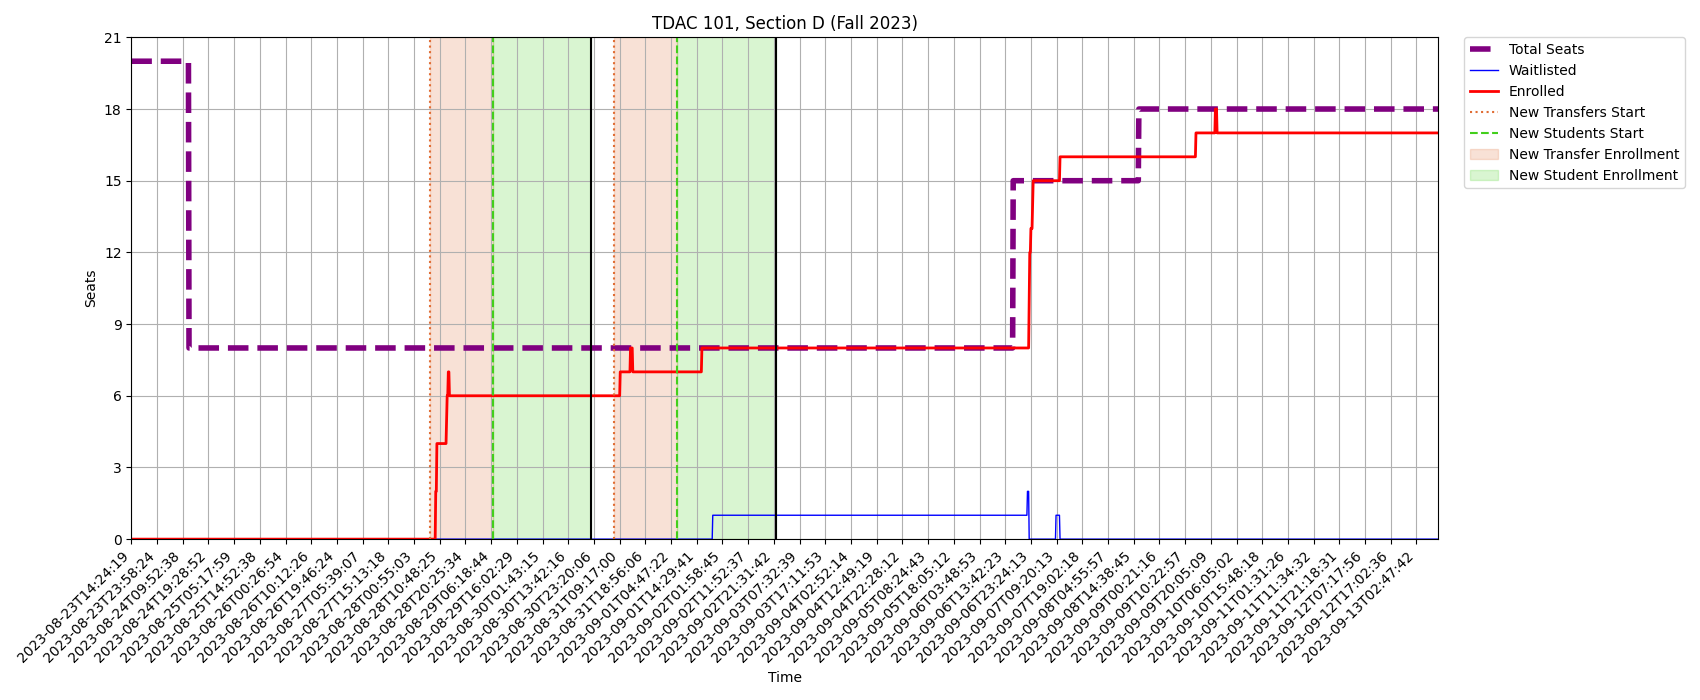 TDAC 101, Section D (Fall 2023)
21
18
15
12
9
6
3
0
Seats
Total Seats
Waitlisted
Enrolled
New Transfers Start
New Students Start
New Transfer Enrollment
New Student Enrollment
2023-08-23T14:24:19
2023-08-23T23:58:24
2023-08-24T09:52:38
2023-08-24T19:28:52
2023-08-25T05:17:59
2023-08-25T14:52:38
2023-08-26T00:26:54
2023-08-26T10:12:26
2023-08-26T19:46:24
2023-08-27T05:39:07
2023-08-27T15:13:18
2023-08-28T00:55:03
2023-08-28T10:48:25
2023-08-28T20:25:34
2023-08-29T06:18:44
2023-08-29T16:02:29
2023-08-30T01:43:15
2023-08-30T13:42:16
2023-08-30T23:20:06
2023-08-31T09:17:00
2023-08-31T18:56:06
2023-09-01T04:47:22
2023-09-01T14:29:41
2023-09-02T01:58:45
2023-09-02T11:52:37
2023-09-02T21:31:42
2023-09-03T07:32:39
2023-09-03T17:11:53
2023-09-04T02:52:14
2023-09-04T12:49:19
2023-09-04T22:28:12
2023-09-05T08:24:43
2023-09-05T18:05:12
2023-09-06T03:48:53
2023-09-06T13:42:23
2023-09-06T23:24:13
2023-09-07T09:20:13
2023-09-07T19:02:18
2023-09-08T04:55:57
2023-09-08T14:38:45
2023-09-09T00:21:16
2023-09-09T10:22:57
2023-09-09T20:05:09
2023-09-10T06:05:02
2023-09-10T15:48:18
2023-09-11T01:31:26
2023-09-11T11:34:32
2023-09-11T21:18:31
2023-09-12T07:17:56
2023-09-12T17:02:36
2023-09-13T02:47:42
Time